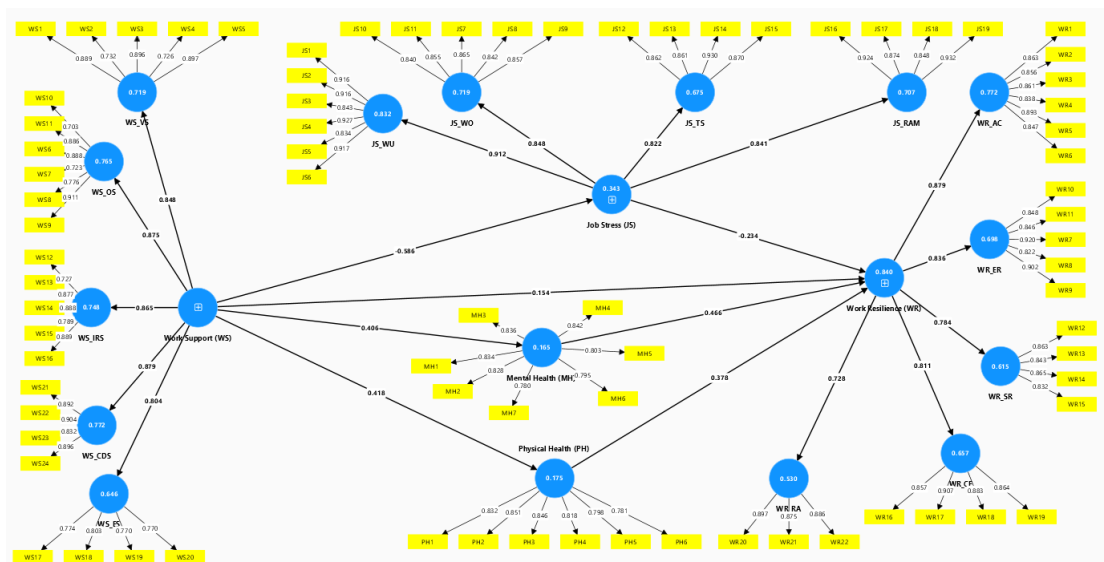 WS1 WS2 WS3 WS4 WS5
0.889 0.732 0.896 0.726 0.897
0.719
WS_VS
JS10 JS11 JS7 JS8 JS9
0.840 0.855 0.865 0.842 0.857
0.719
JS_WO
JS12 JS13 JS14 JS15
0.862 0.861 0.930 0.870
0.675
JS_TS
JS16 JS17 JS18 JS19
0.924 0.874 0.848 0.932
0.707
JS_RAM
JS1
JS2
JS3
JS4
JS5
JS6
0.916
0.916
0.843
0.927
0.834
0.917
0.832
JS_WU
WR1
WR2
WR3
WR4
WR5
WR6
0.863
0.856
0.861
0.838
0.893
0.847
0.772
WR_AC
WS10
WS11
WS6
WS7
WS8
WS9
0.703
0.886
0.888
0.723
0.776
0.911
0.765
WS_OS
0.912
0.848
0.822
0.841
0.343
Job Stress (JS)
0.848
0.875
0.865
0.879
0.804
-0.586
-0.234
0.154
0.406
0.418
0.466
0.378
0.879
0.836
0.784
0.811
0.728
WR10
WR11
WR7
WR8
WR9
0.848
0.846
0.920
0.822
0.902
0.698
WR_ER
0.840
Work Resilience (WR)
WS12
WS13
WS14
WS15
WS16
0.727
0.877
0.888
0.789
0.889
0.748
WS_IRS
Work Support (WS)
MH3
MH4
MH1
MH5
MH2
MH6
MH7
0.836
0.842
0.834
0.803
0.828
0.795
0.780
0.165
Mental Health (MH)
WR12
WR13
WR14
WR15
0.863
0.843
0.865
0.832
0.615
WR_SR
WS21
WS22
WS23
WS24
0.892
0.904
0.832
0.896
0.772
WS_CDS
Physical Health (PH)
0.175
0.832 0.851 0.846 0.818 0.798 0.781
PH1 PH2 PH3 PH4 PH5 PH6
0.646
WS_FS
0.774 0.803 0.770 0.770
WS17 WS18 WS19 WS20
0.530
WR_RA
0.897 0.875 0.886
WR20 WR21 WR22
0.657
WR_CF
0.857 0.907 0.883 0.864
WR16 WR17 WR18 WR19